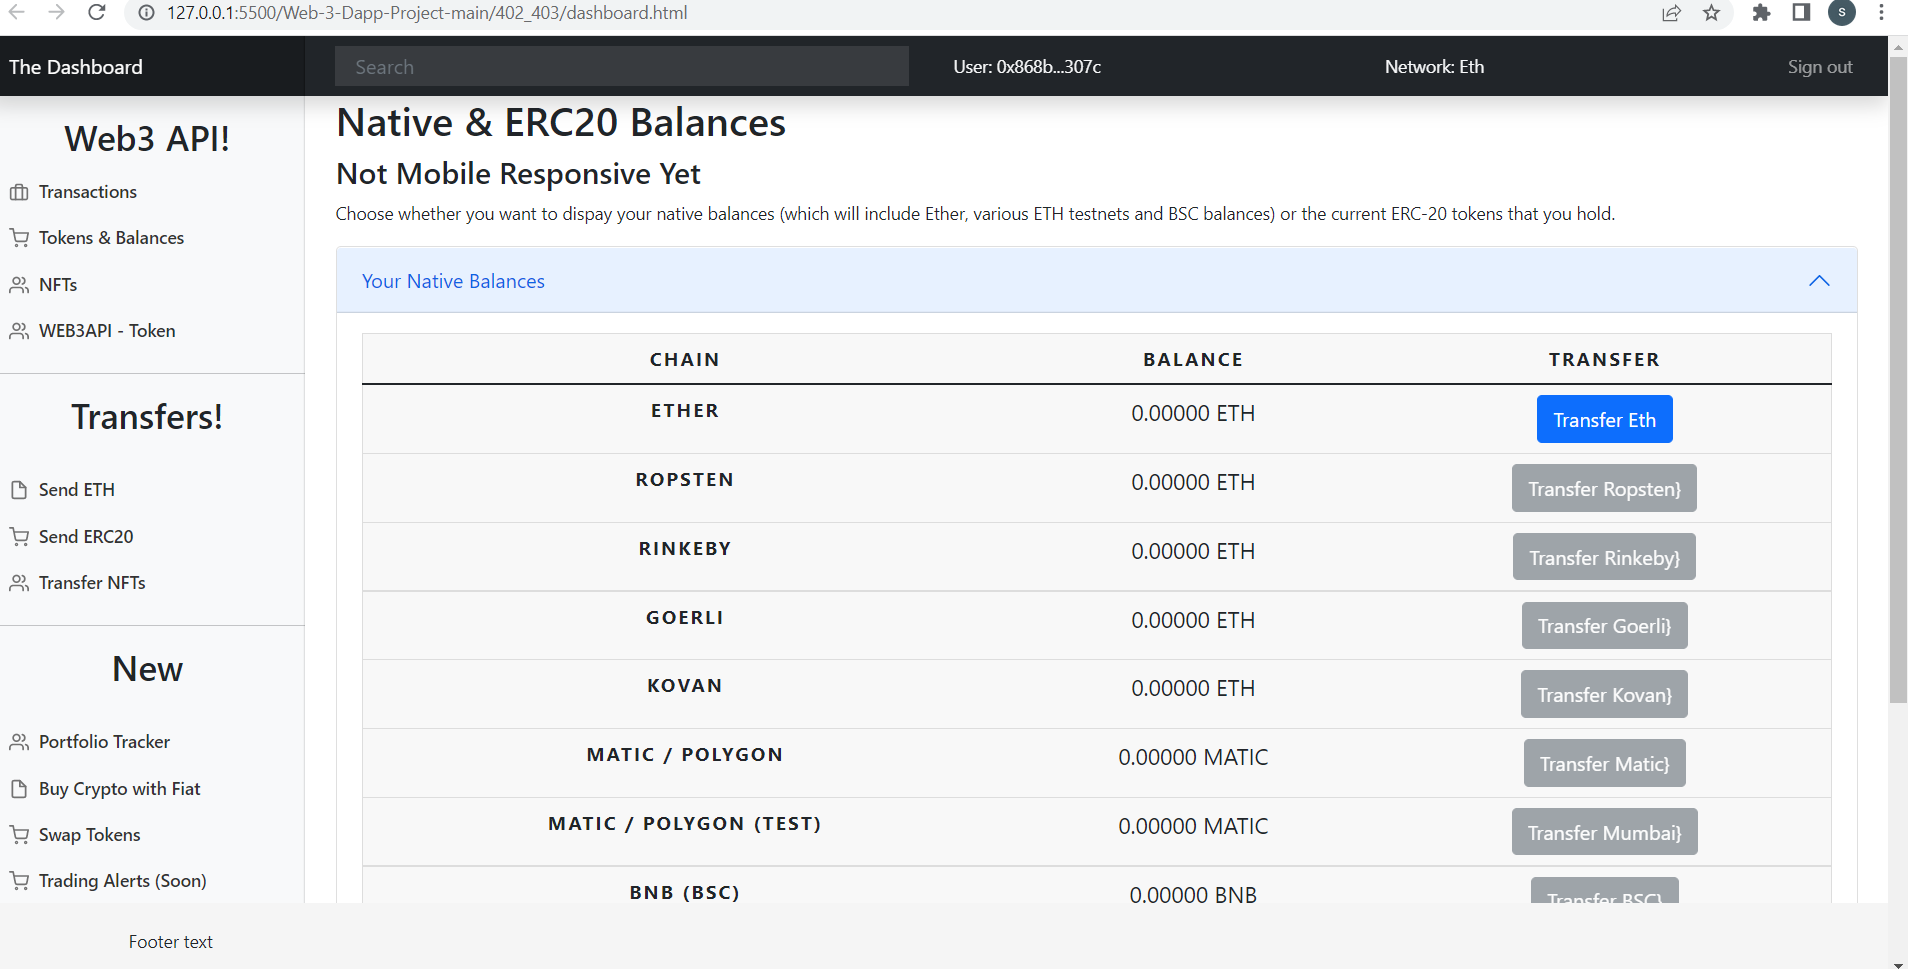 127.0.0.1:5500/Web-3-Dapp-Project-main/402_403/dashboard.html
S
The Dashboard
Search
User: 0x868b...307c
Network: Eth
Sign out
Web3 API!
Transactions
Tokens & Balances
NFTs
WEB3API - Token
Transfers!
Send ETH
Send ERC20
Transfer NFTs
New
Portfolio Tracker
Buy Crypto with Fiat
Swap Tokens
Trading Alerts (Soon)
Native & ERC20 Balances
Not Mobile Responsive Yet
Choose whether you want to dispay your native balances (which will include Ether, various ETH testnets and BSC balances) or the current ERC-20 tokens that you hold.
Your Native Balances
CHAIN BALANCE TRANSFER
ETHER 0.00000 ETH Transfer Eth
ROPSTEN 0.00000 ETH Transfer Ropsten}
RINKEBY 0.00000 ETH Transfer Rinkeby}
GOERLI 0.00000 ETH Transfer Goerli}
KOVAN 0.00000 ETH Transfer Kovan}
MATIC / POLYGON 0.00000 MATIC Transfer Matic}
MATIC / POLYGON (TEST) 0.00000 MATIC Transfer Mumbai}
BNB (BSC) 0.00000 BNB Transfer BSC}
Footer text